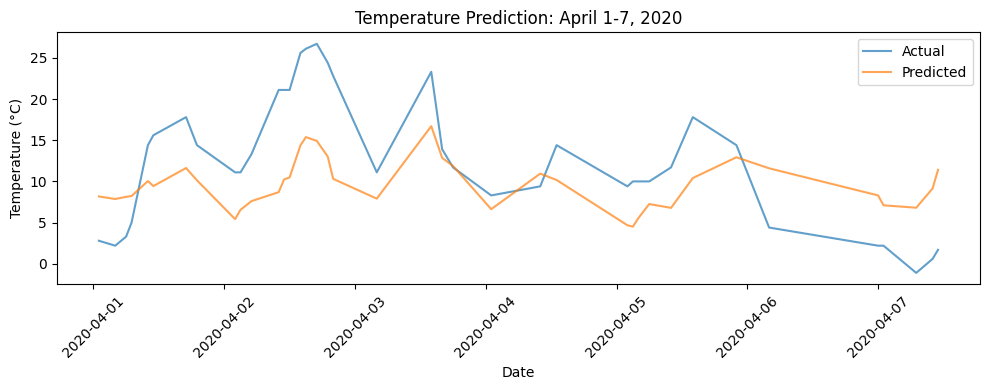 Temperature Prediction: April 1-7, 2020
Actual
Predicted
Temperature (°C)
25
20
15
10
5
0
2020-04-01
2020-04-02
2020-04-03
2020-04-04
2020-04-05
2020-04-06
2020-04-07
Date